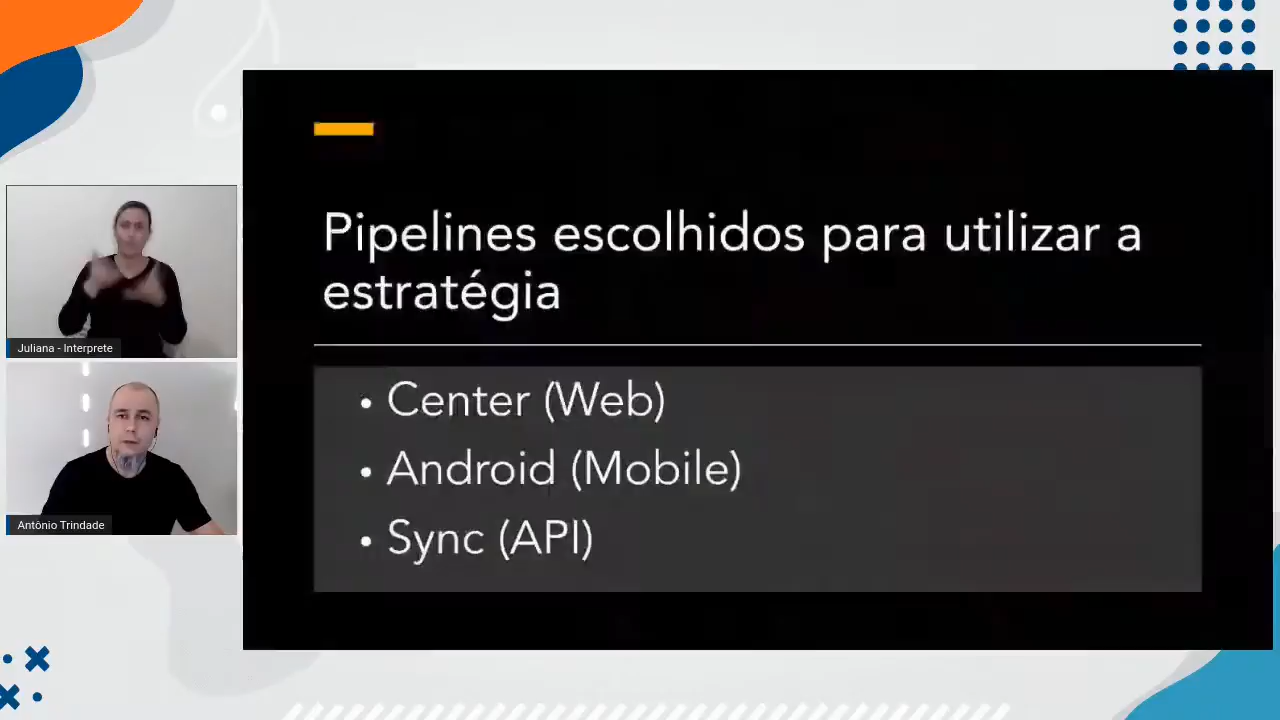 Pipelines escolhidos para utilizar a
estratégia
• Center (Web)
• Android (Mobile)
• Sync (API)
Juliana - Interprete
Antônio Trindade